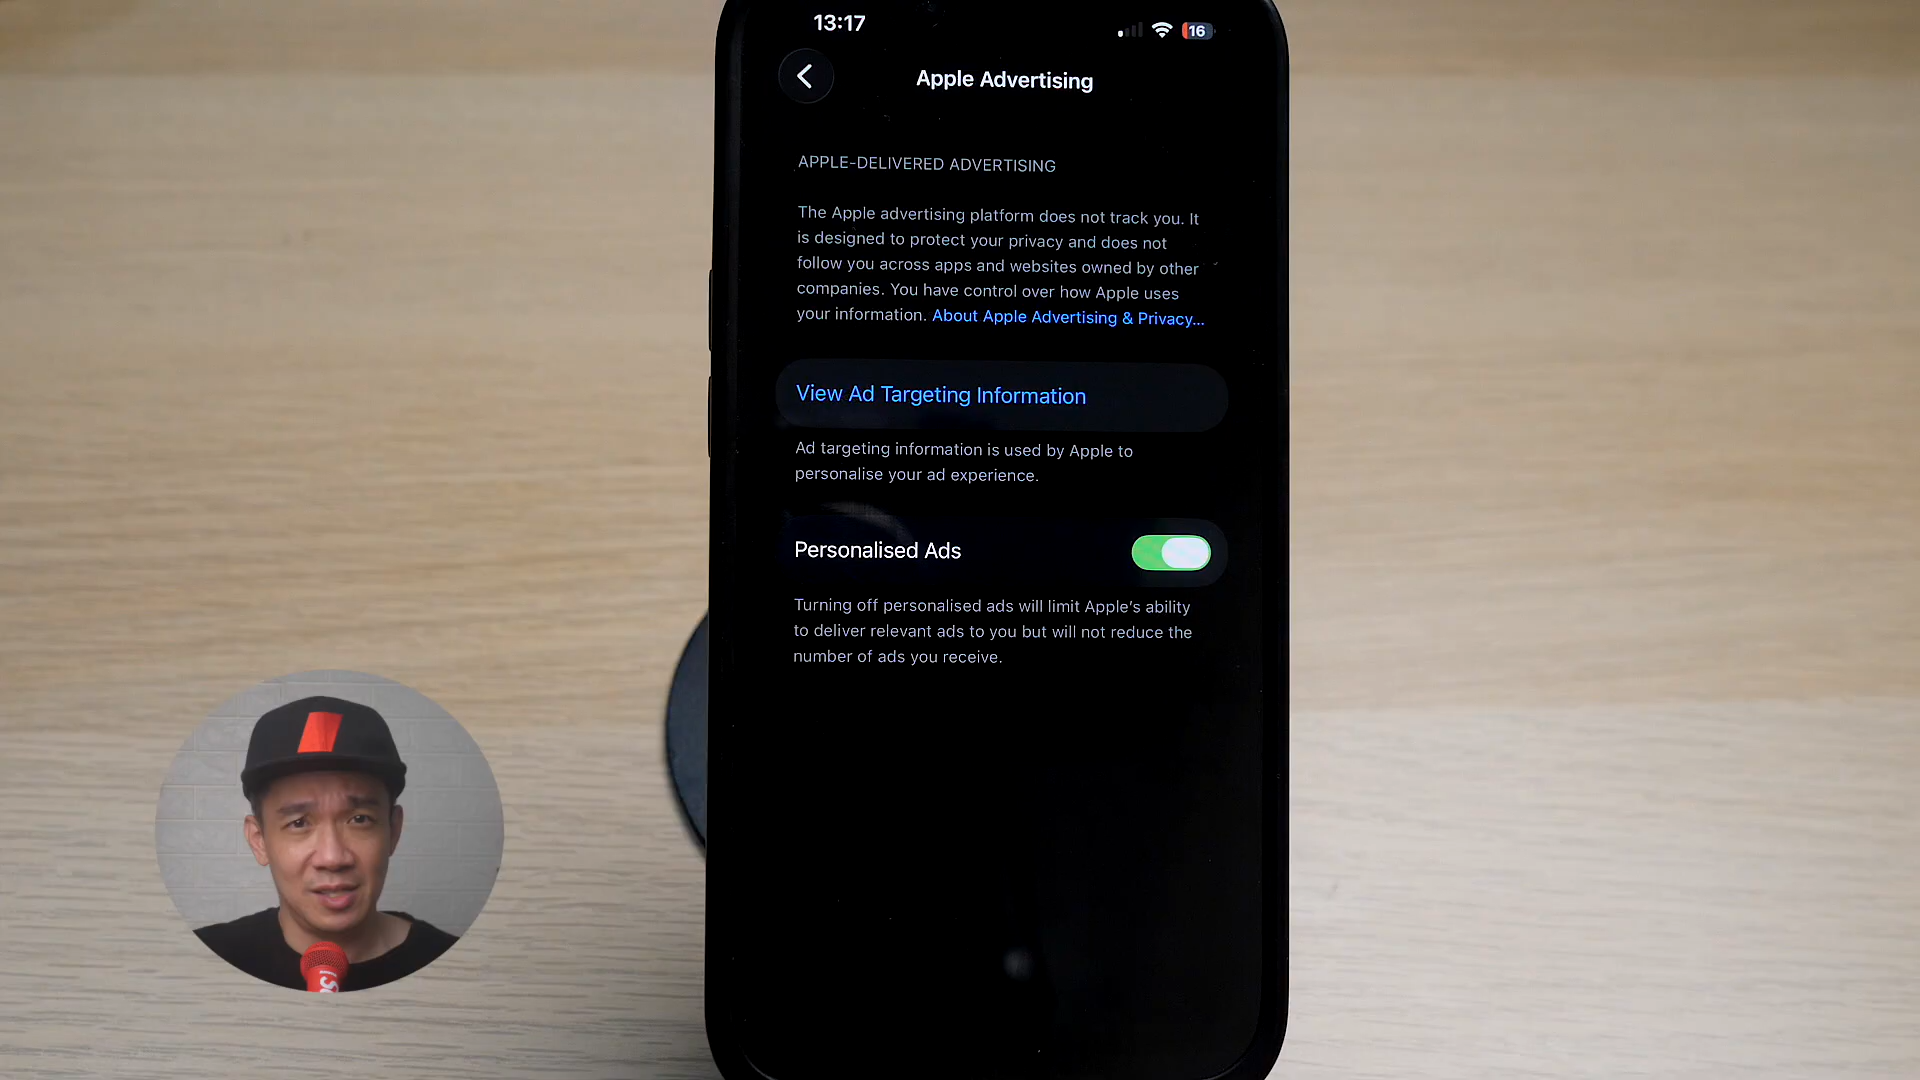 13:17
16
Apple Advertising
APPLE-DELIVERED ADVERTISING
The Apple advertising platform does not track you. It
is designed to protect your privacy and does not
follow you across apps and websites owned by other
companies. You have control over how Apple uses
your information. About Apple Advertising & Privacy...
View Ad Targeting Information
Ad targeting information is used by Apple to
personalise your ad experience.
Personalised Ads
Turning off personalised ads will limit Apple's ability
to deliver relevant ads to you but will not reduce the
number of ads you receive.